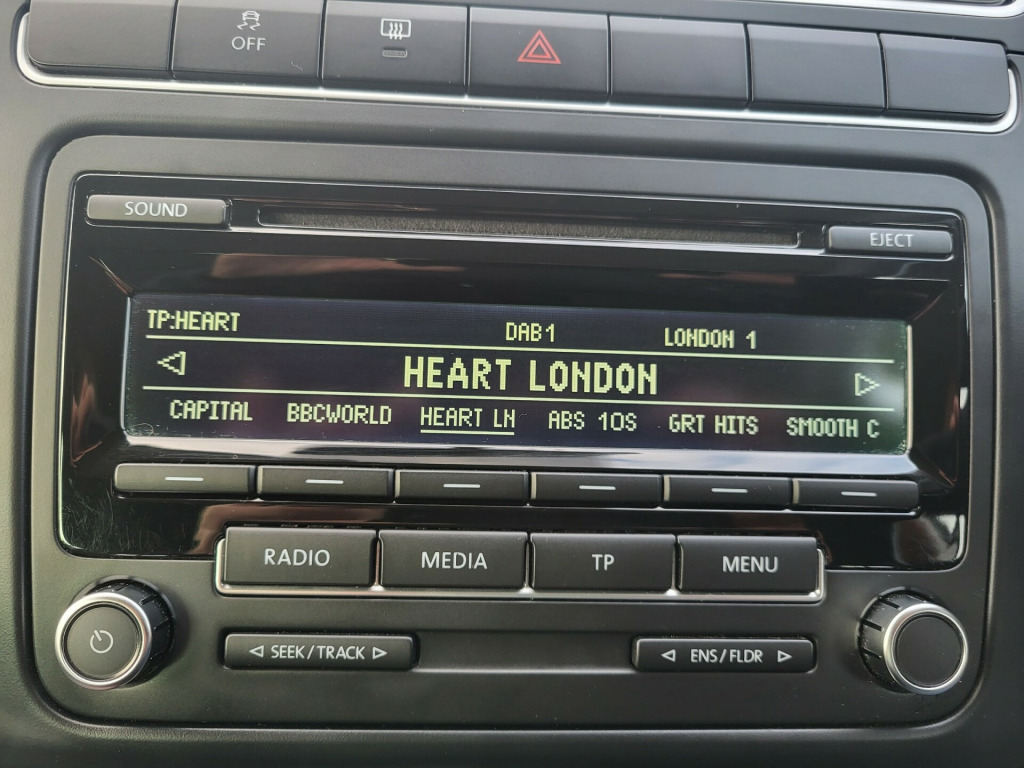 OFF
SOUND
EJECT
TP:HEART DAB1 LONDON 1
HEART LONDON
CAPITAL BBCWORLD HEART LN ABS 10S GRT HITS SMOOTH C
RADIO MEDIA TP MENU
SEEK/TRACK ENS/FLDR